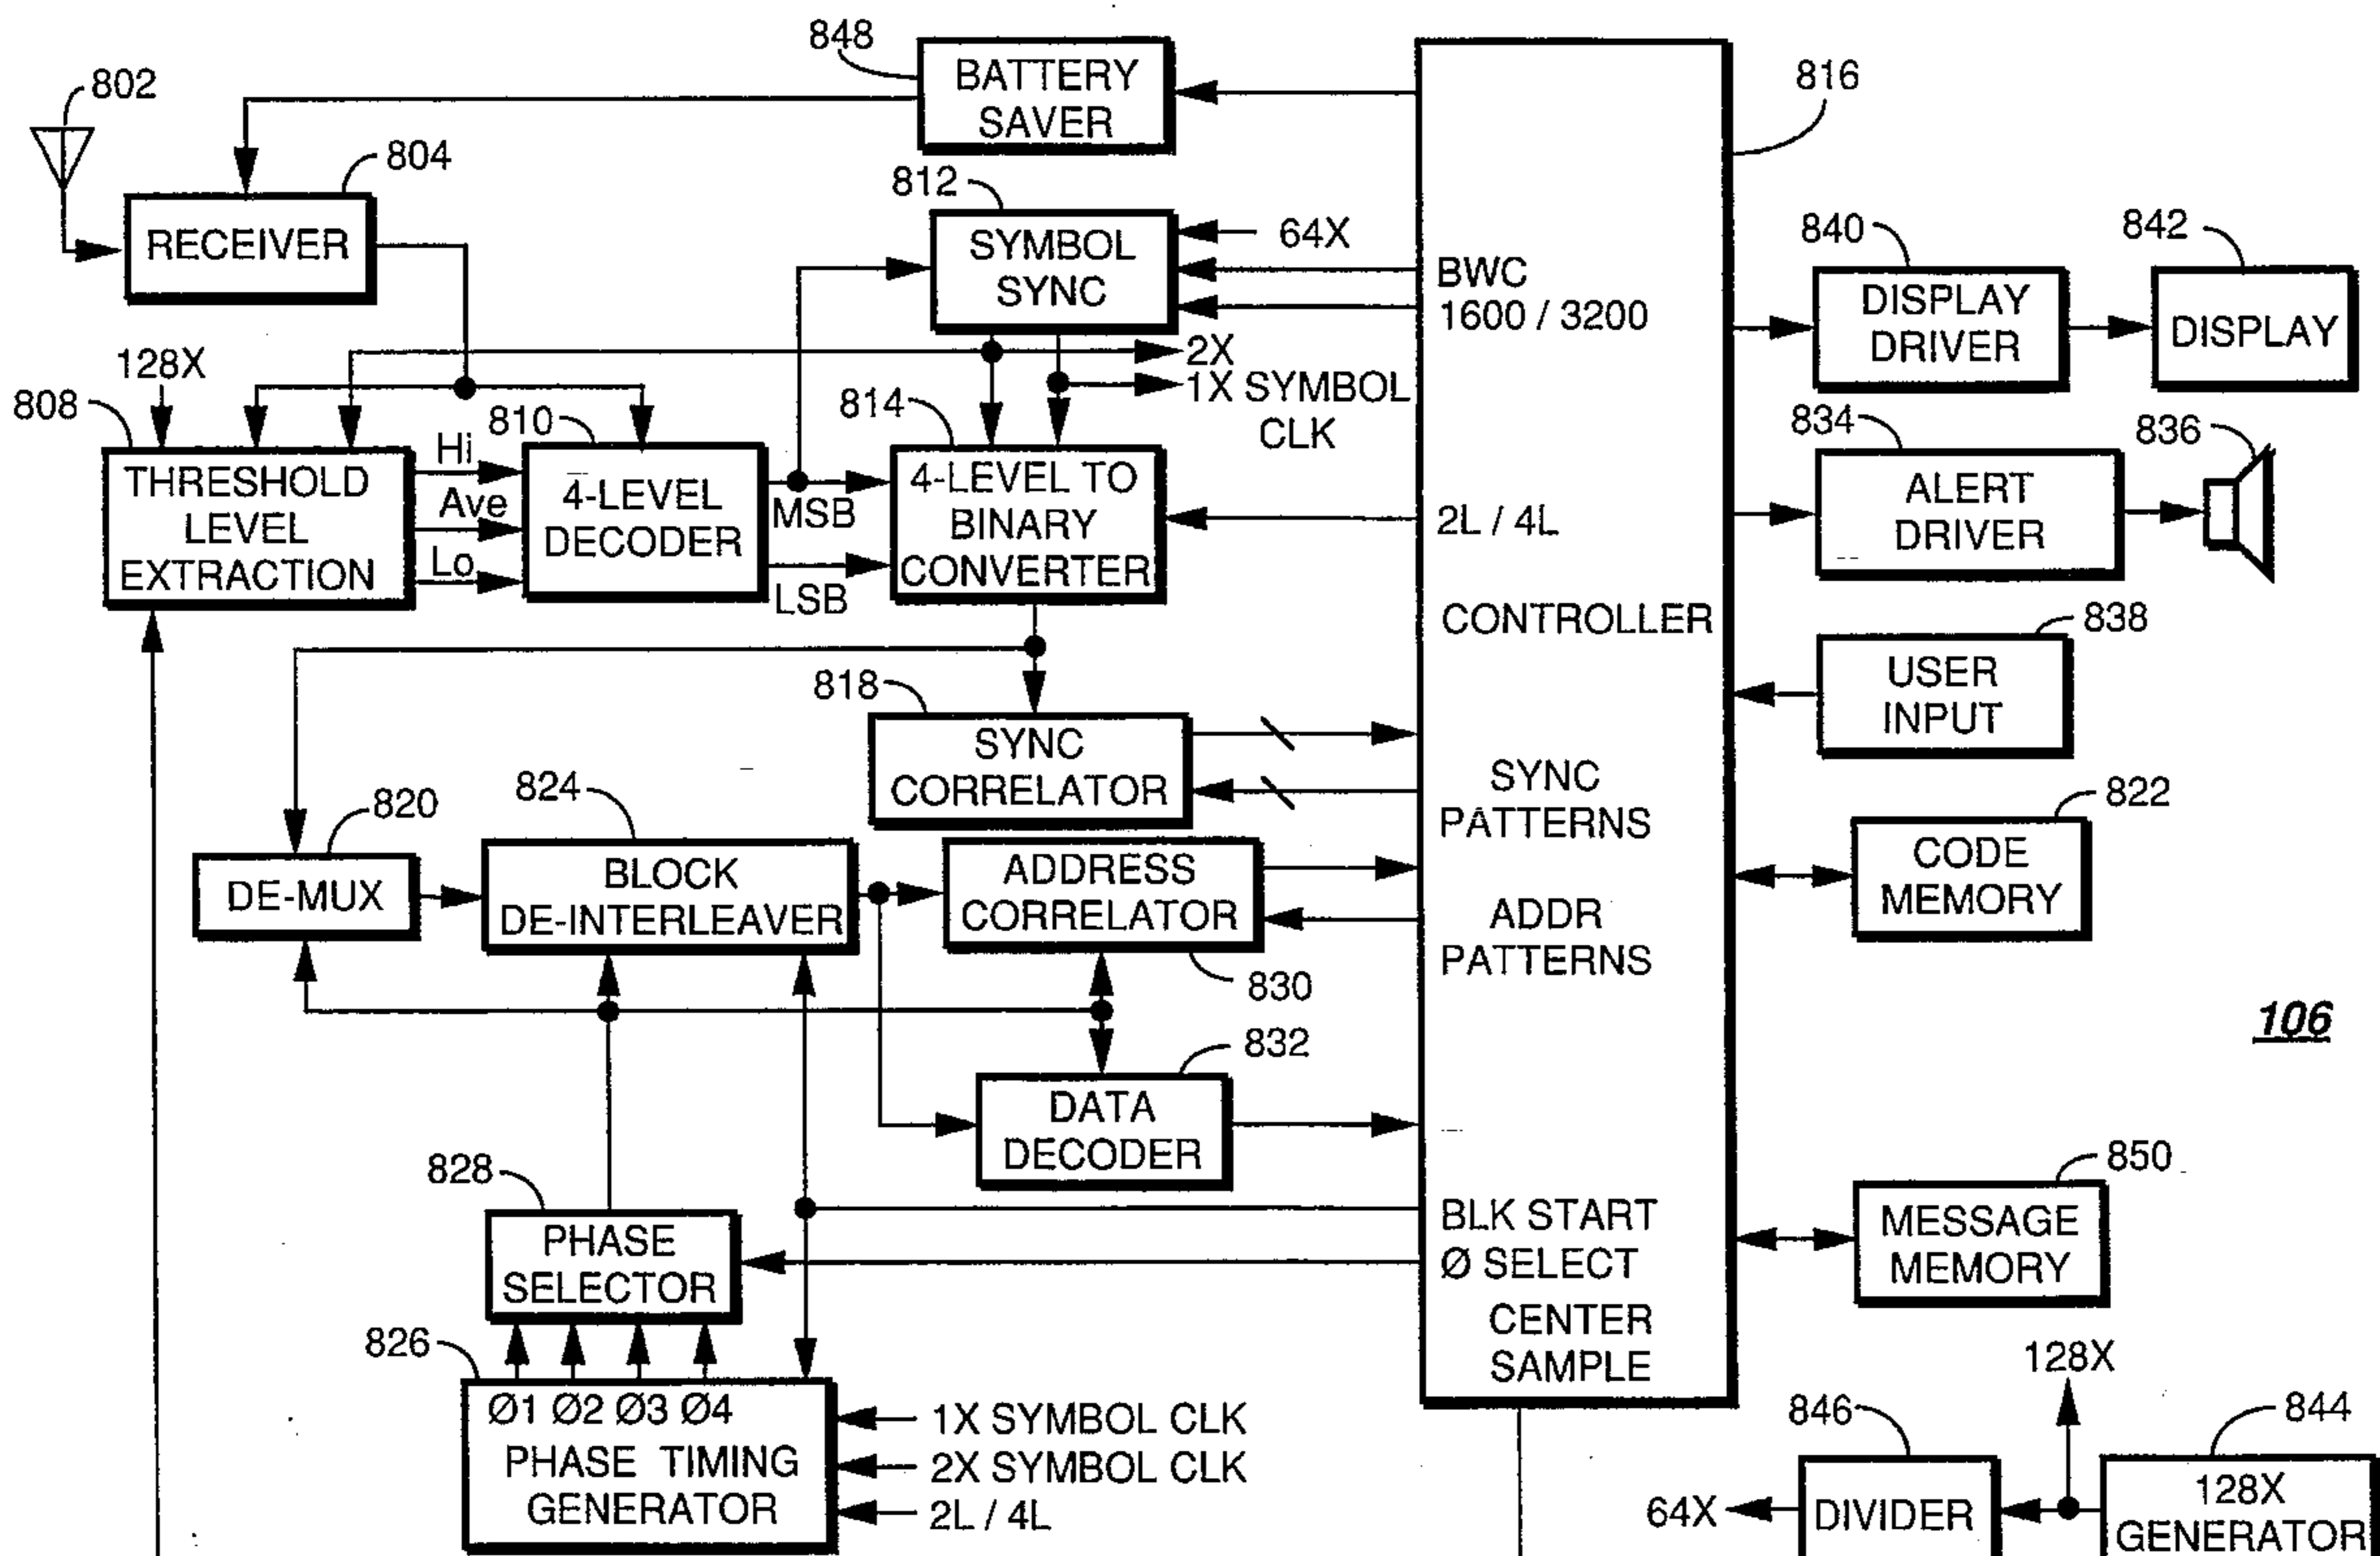 848
BATTERY
SAVER
816
802
804
RECEIVER
812
SYMBOL
SYNC
64X
BWC
1600 / 3200
840
DISPLAY
DRIVER
842
DISPLAY
128X
2X
1X SYMBOL
CLK
808
THRESHOLD
LEVEL
EXTRACTION
Hi
Ave
Lo
810
4-LEVEL
DECODER
MSB
LSB
814
4-LEVEL TO
BINARY
CONVERTER
2L / 4L
834
ALERT
DRIVER
836
CONTROLLER
838
USER
INPUT
818
SYNC
CORRELATOR
SYNC
PATTERNS
822
CODE
MEMORY
820
DE-MUX
824
BLOCK
DE-INTERLEAVER
ADDRESS
CORRELATOR
830
ADDR
PATTERNS
106
832
DATA
DECODER
828
PHASE
SELECTOR
BLK START
Ø SELECT
CENTER
SAMPLE
850
MESSAGE
MEMORY
826
Ø1 Ø2 Ø3 Ø4
PHASE TIMING
GENERATOR
1X SYMBOL CLK
2X SYMBOL CLK
2L / 4L
128X
846
844
64X
DIVIDER
128X
GENERATOR